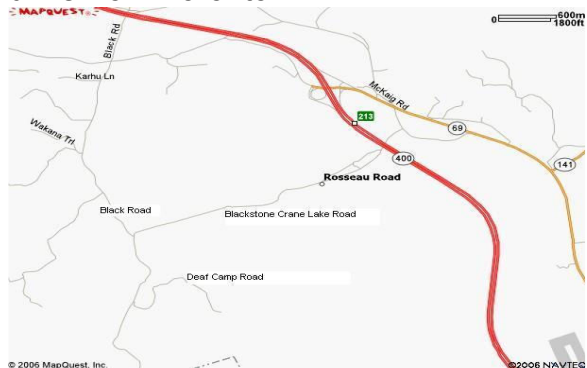 MAPQUEST
600m
0
1800ft
Black Rd
Karhu Ln
McKaig Rd
213
69
Wakana Trl.
400
141
Rosseau Road
Black Road
Blackstone Crane Lake Road
Deaf Camp Road
© 2006 MapQuest, Inc.
©2006 NAVTEQ